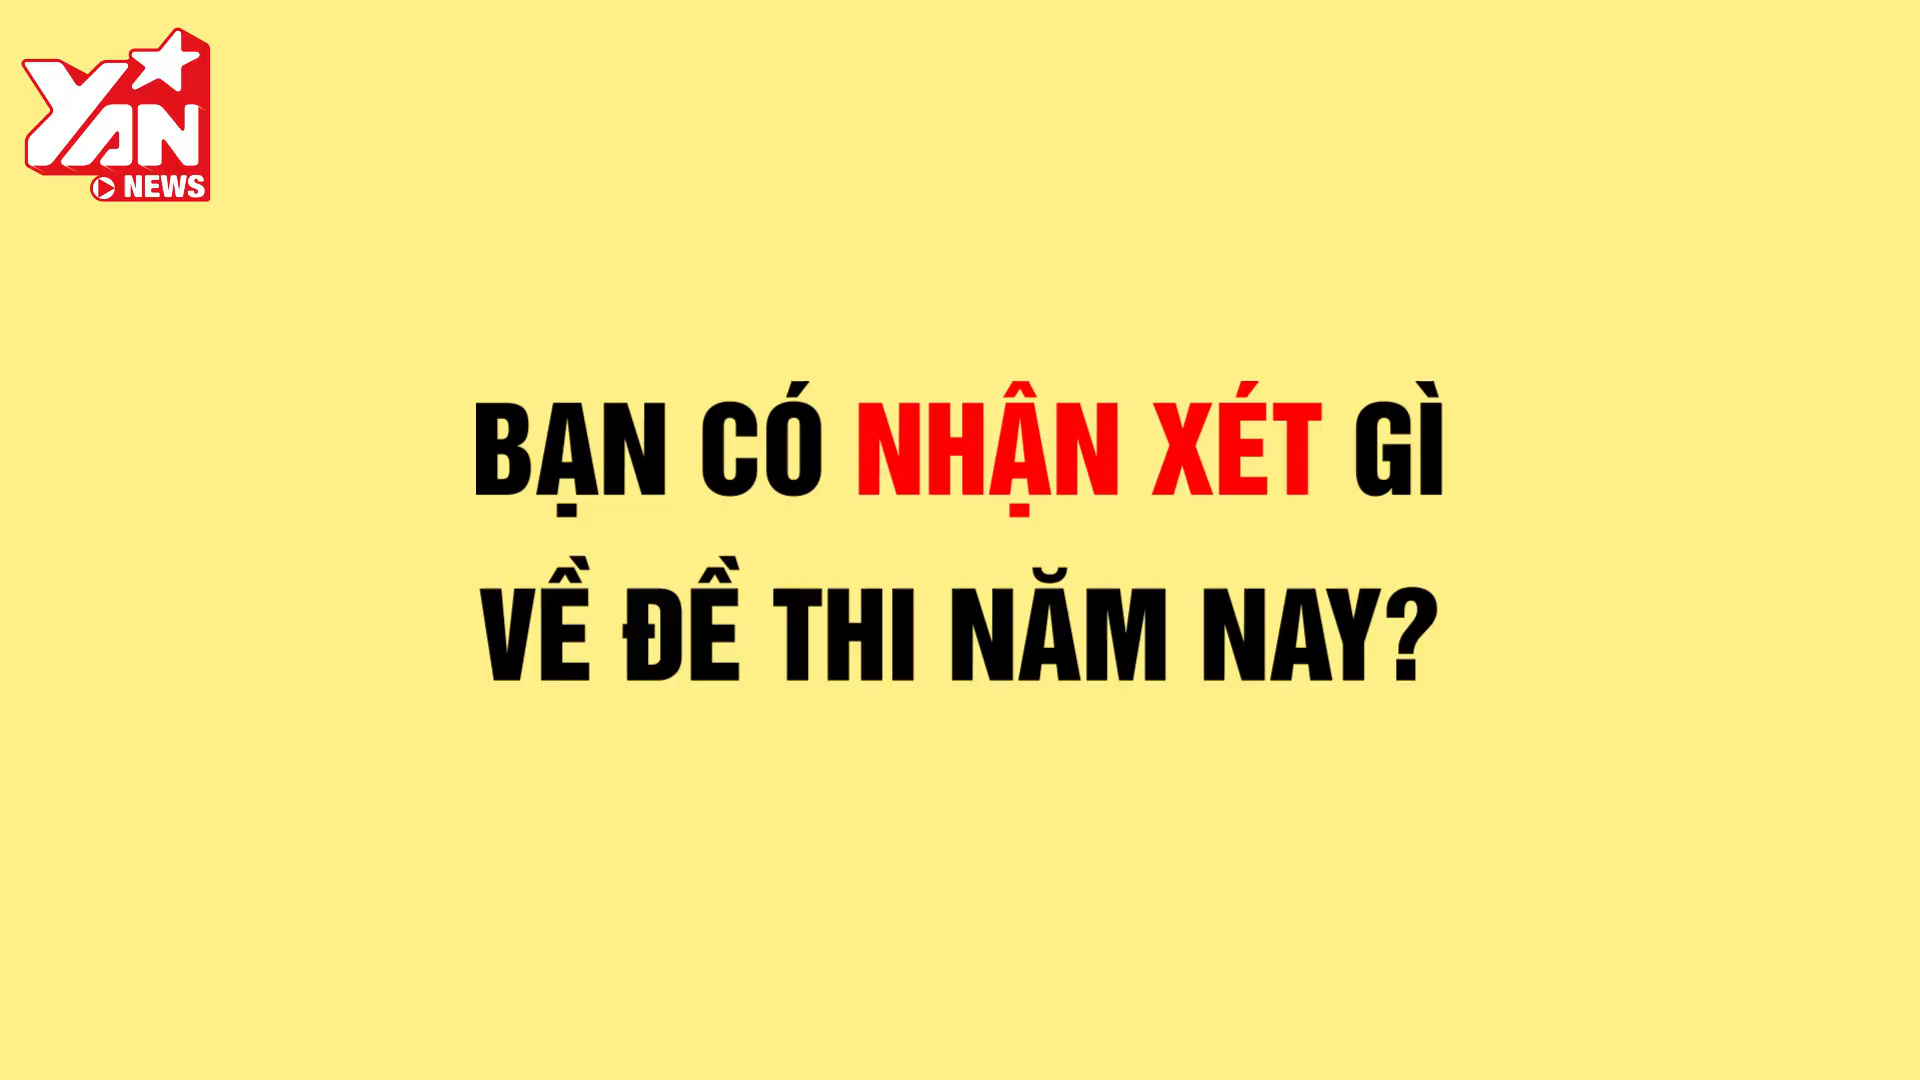 YAN
NEWS
BẠN CÓ NHẬN XÉT GÌ
VỀ ĐỀ THI NĂM NAY?